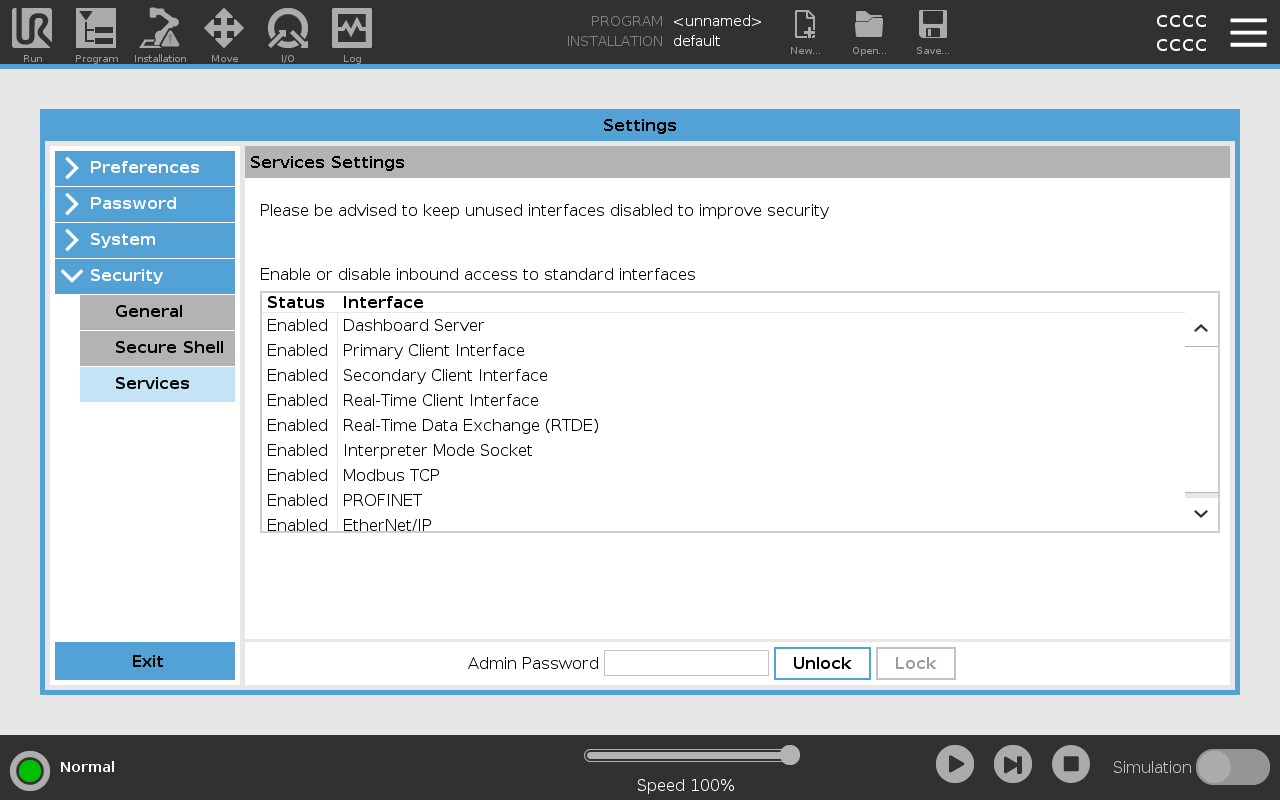 UR
Run
Program
Installation
Move
I/O
Log
PROGRAM <unnamed>
INSTALLATION default
New...
Open...
Save...
CCCC
CCCC
Settings
Preferences
Password
System
Security
General
Secure Shell
Services
Exit
Services Settings
Please be advised to keep unused interfaces disabled to improve security
Enable or disable inbound access to standard interfaces
Status Interface
Enabled Dashboard Server
Enabled Primary Client Interface
Enabled Secondary Client Interface
Enabled Real-Time Client Interface
Enabled Real-Time Data Exchange (RTDE)
Enabled Interpreter Mode Socket
Enabled Modbus TCP
Enabled PROFINET
Enabled EtherNet/IP
Admin Password Unlock Lock
Normal
Speed 100%
Simulation